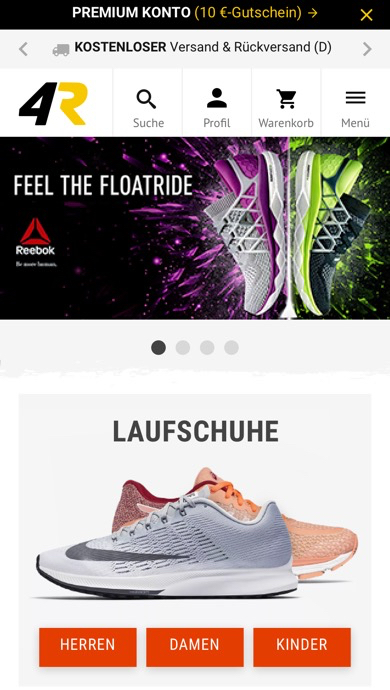 PREMIUM KONTO (10 €-Gutschein) →
KOSTENLOSER Versand & Rückversand (D)
4R
Suche
Profil
Warenkorb
Menü
FEEL THE FLOATRIDE
Reebok
Be more human.
LAUFSCHUHE
HERREN
DAMEN
KINDER